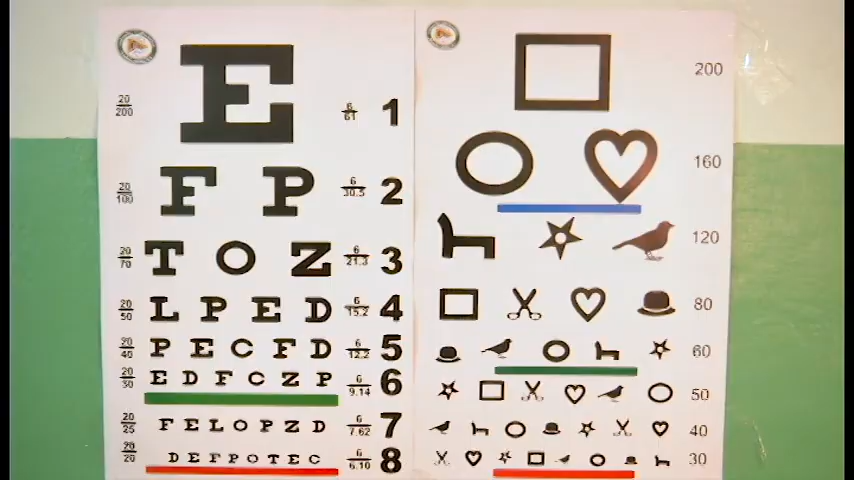 20/200 E 6/61 1
20/100 F P 6/30.5 2
20/70 T O Z 6/21.3 3
20/50 L P E D 6/15.2 4
20/40 P E C F D 6/12.2 5
20/30 E D F C Z P 6/9.14 6
20/25 F E L O P Z D 6/7.62 7
20/20 D E F P O T E C 6/6.10 8
200
160
120
80
60
50
40
30